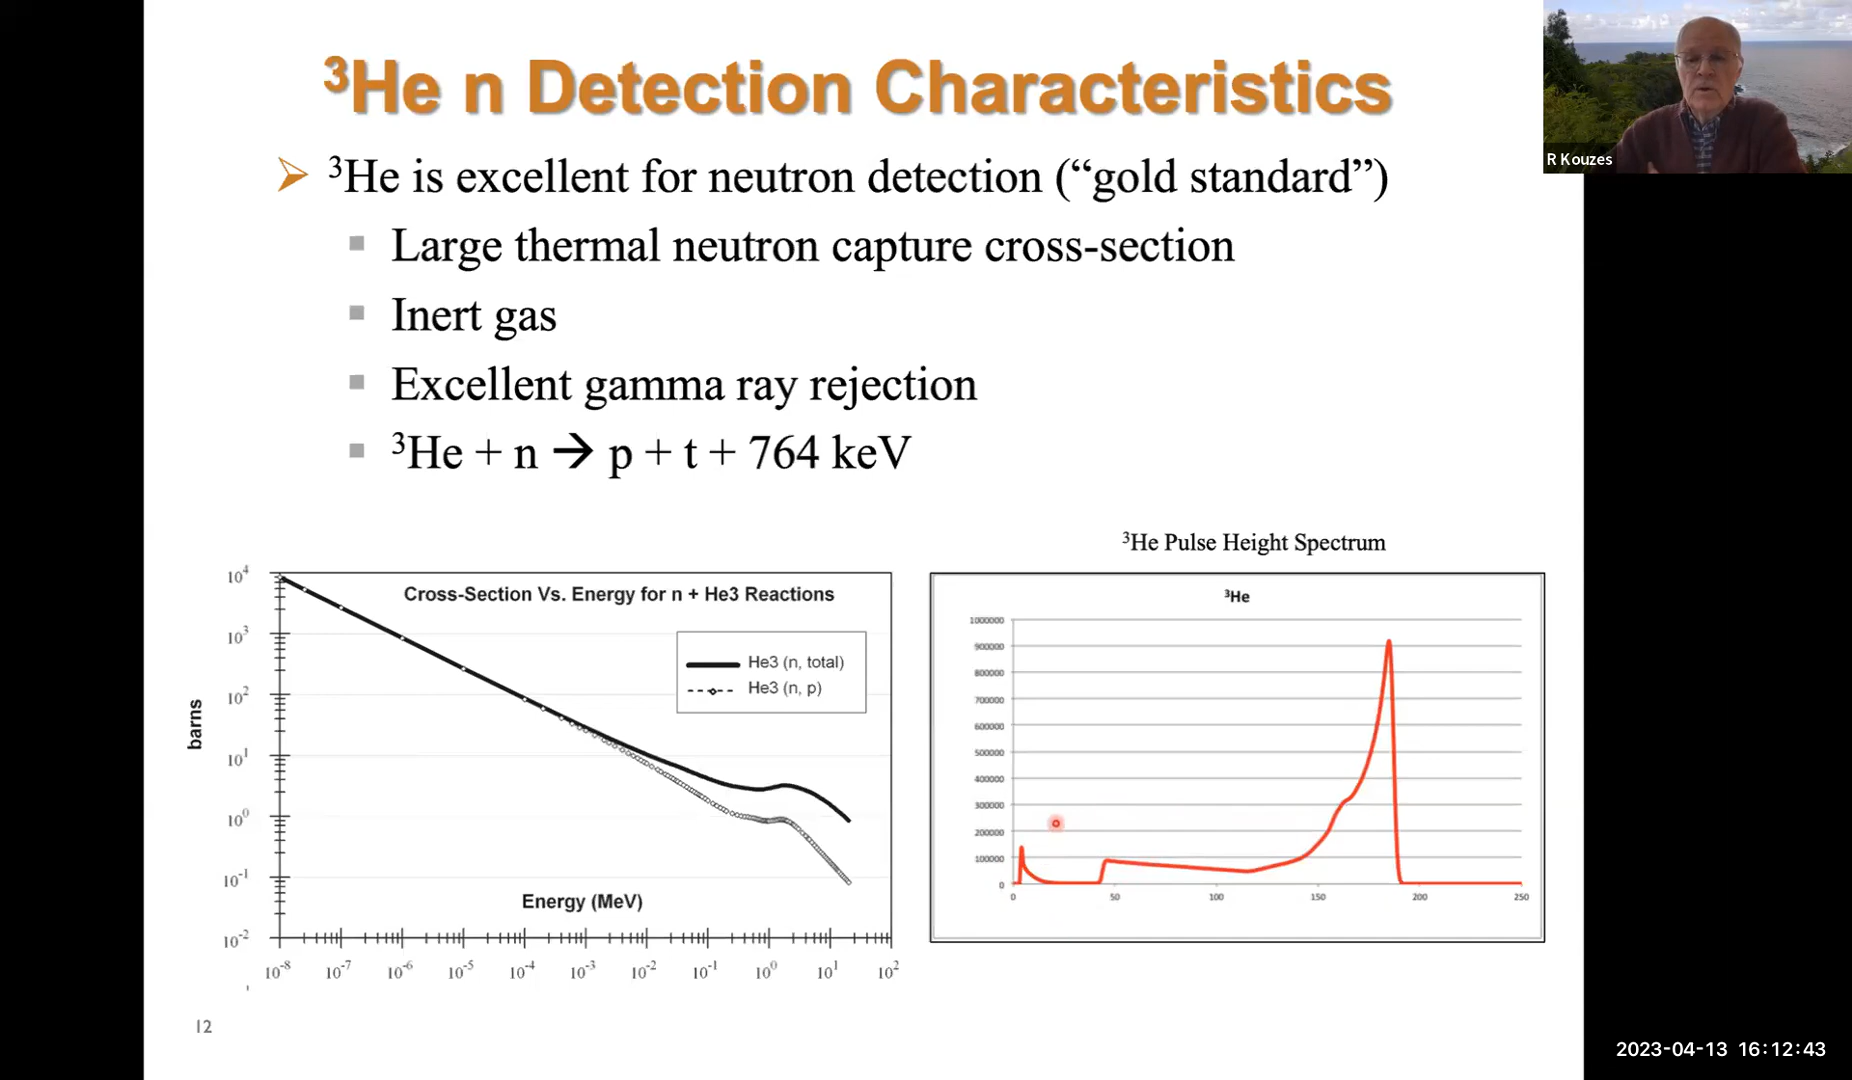 ³He n Detection Characteristics
R Kouzes
➢ ³He is excellent for neutron detection (“gold standard”)
▪ Large thermal neutron capture cross-section
▪ Inert gas
▪ Excellent gamma ray rejection
▪ ³He + n → p + t + 764 keV
³He Pulse Height Spectrum
Cross-Section Vs. Energy for n + He3 Reactions
He3 (n, total)
He3 (n, p)
barns
10⁴
10³
10²
10¹
10⁰
10⁻¹
10⁻²
Energy (MeV)
10⁻⁸ 10⁻⁷ 10⁻⁶ 10⁻⁵ 10⁻⁴ 10⁻³ 10⁻² 10⁻¹ 10⁰ 10¹ 10²
³He
1000000
900000
800000
700000
600000
500000
400000
300000
200000
100000
0
0 50 100 150 200 250
12
2023-04-13 16:12:43